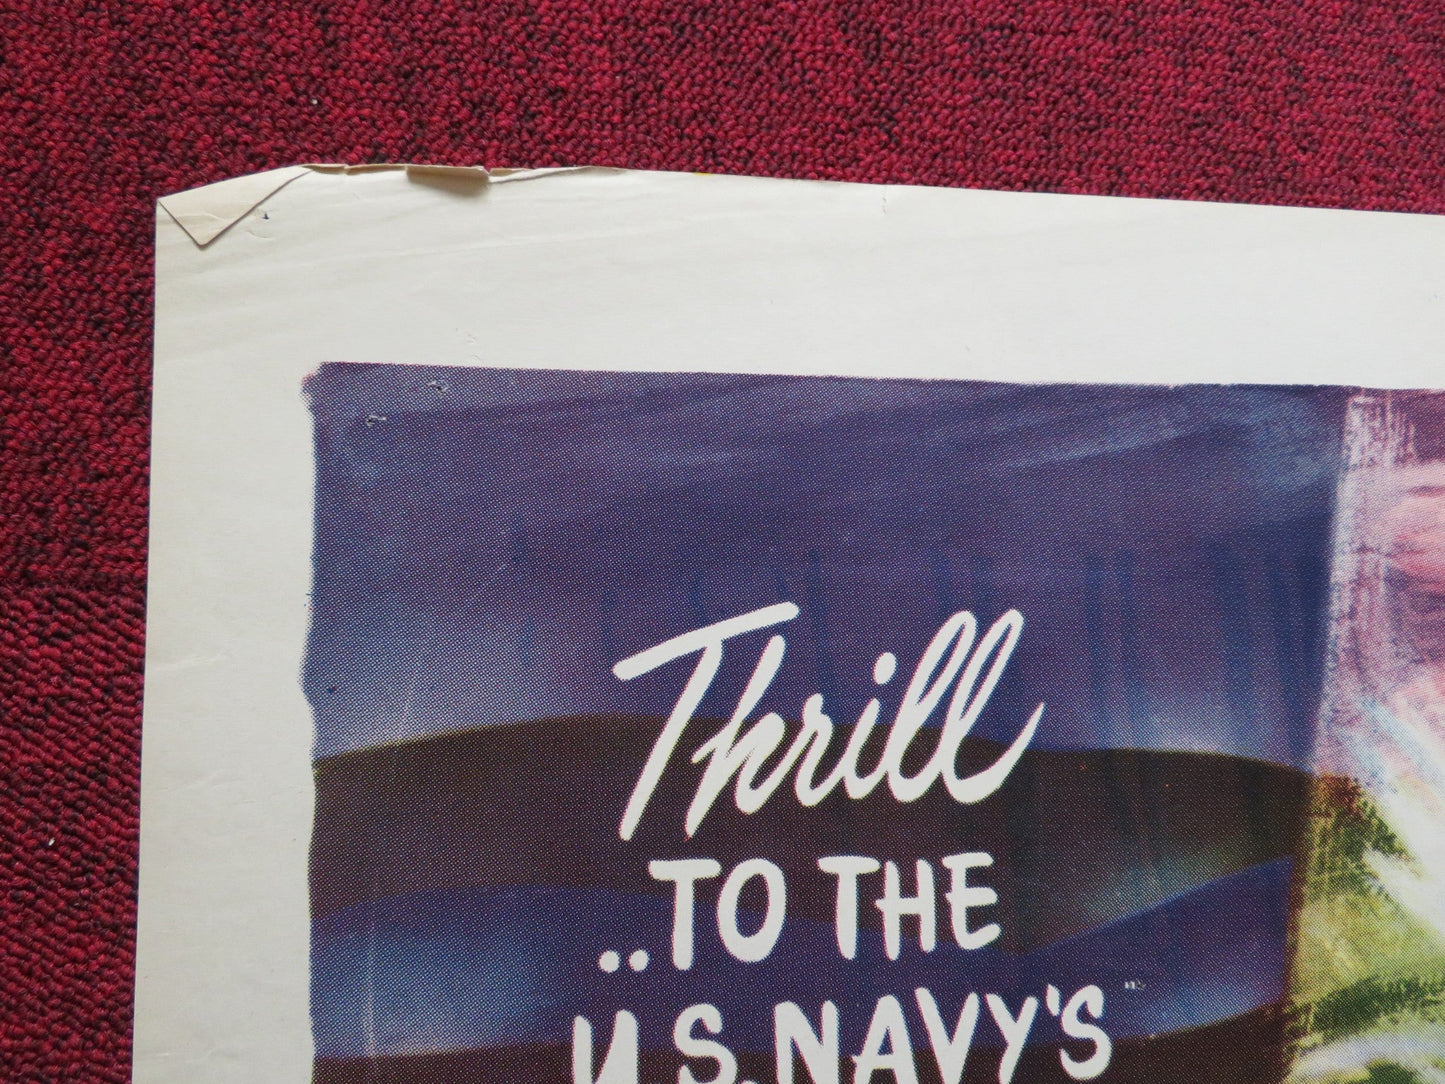 Thrill
..TO THE
U.S. NAVY'S